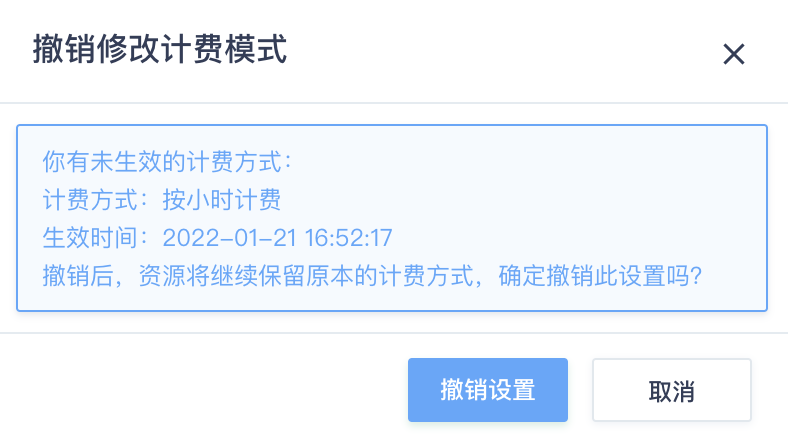 撤销修改计费模式
你有未生效的计费方式：
计费方式：按小时计费
生效时间：2022-01-21 16:52:17
撤销后，资源将继续保留原本的计费方式，确定撤销此设置吗?
撤销设置
取消